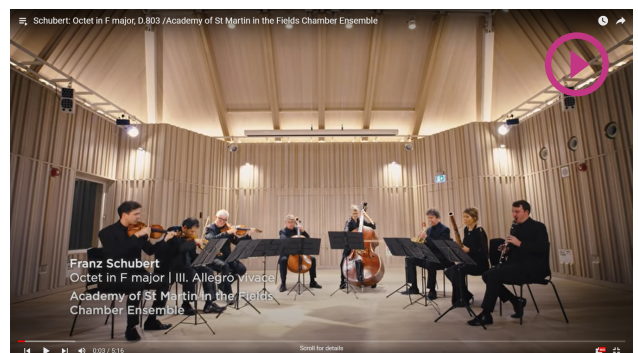 Schubert: Octet in F major, D.803 /Academy of St Martin in the Fields Chamber Ensemble
Franz Schubert
Octet in F major | III. Allegro vivace
Academy of St Martin in the Fields
Chamber Ensemble
0:03 / 5:16
Scroll for details